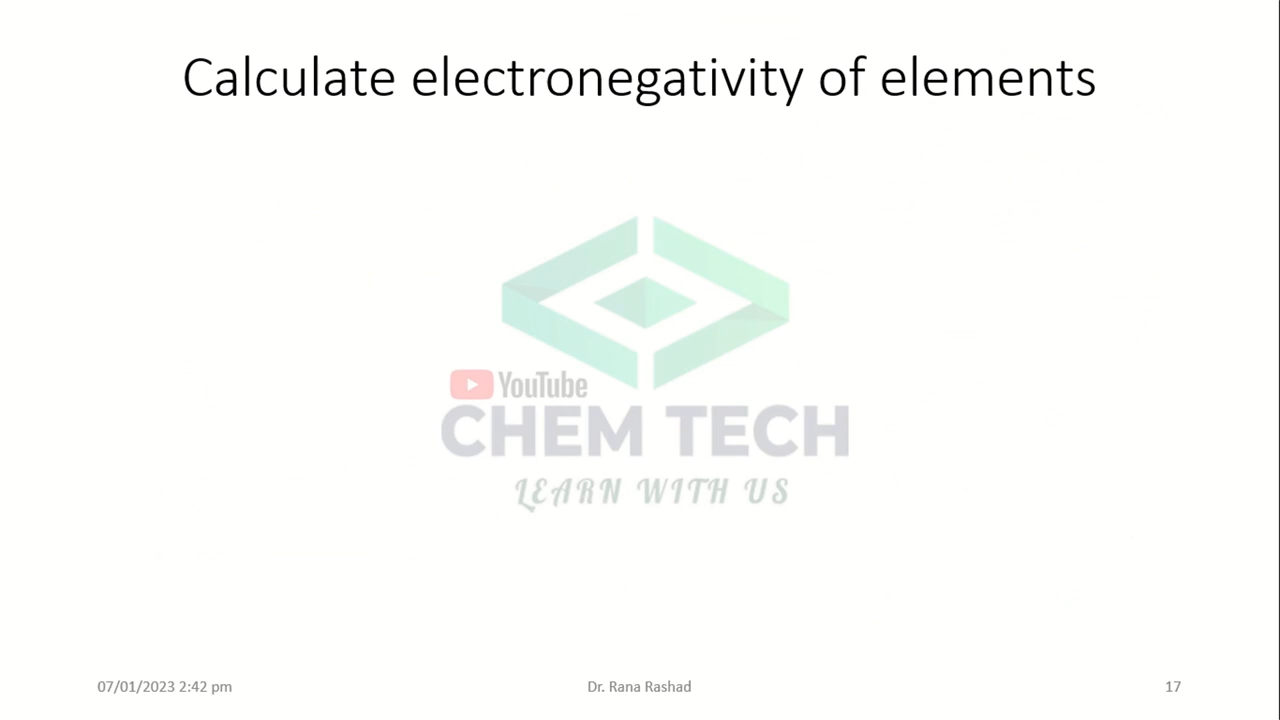 Calculate electronegativity of elements
YouTube
CHEM TECH
LEARN WITH US
07/01/2023 2:42 pm
Dr. Rana Rashad
17